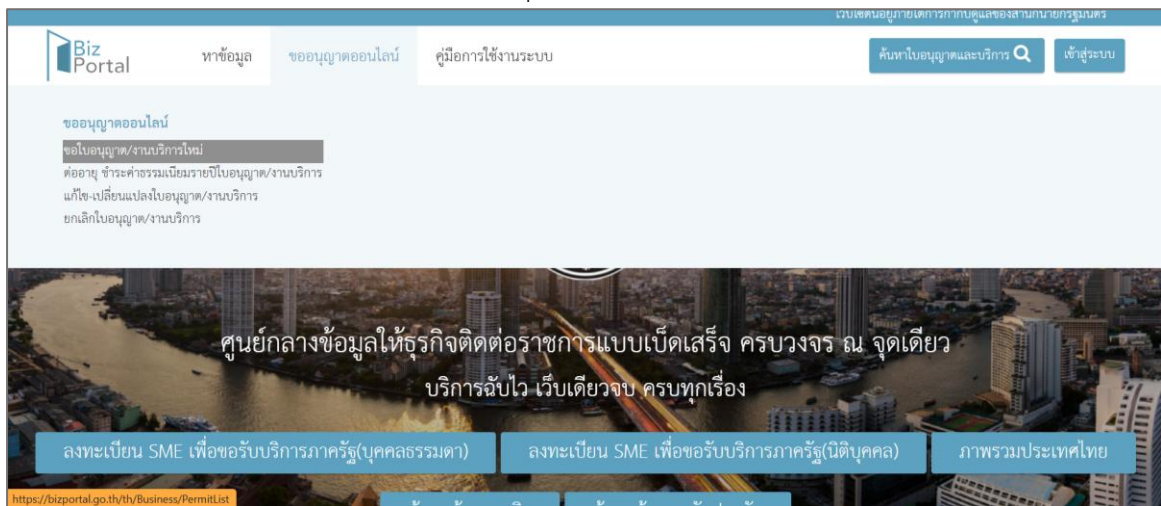 เว็บไซต์นี้อยู่ภายใต้การกำกับดูแลของสำนักนายกรัฐมนตรี
Biz Portal
หาข้อมูล
ขออนุญาตออนไลน์
คู่มือการใช้งานระบบ
ค้นหาใบอนุญาตและบริการ
เข้าสู่ระบบ
ขออนุญาตออนไลน์
ขอใบอนุญาต/งานบริการใหม่
ต่ออายุ ชำระค่าธรรมเนียมรายปีใบอนุญาต/งานบริการ
แก้ไข-เปลี่ยนแปลงใบอนุญาต/งานบริการ
ยกเลิกใบอนุญาต/งานบริการ
ศูนย์กลางข้อมูลให้ธุรกิจติดต่อราชการแบบเบ็ดเสร็จ ครบวงจร ณ จุดเดียว
บริการฉับไว เว็บเดียวจบ ครบทุกเรื่อง
ลงทะเบียน SME เพื่อขอรับบริการภาครัฐ(บุคคลธรรมดา)
ลงทะเบียน SME เพื่อขอรับบริการภาครัฐ(นิติบุคคล)
ภาพรวมประเทศไทย
https://bizportal.go.th/th/Business/PermitList